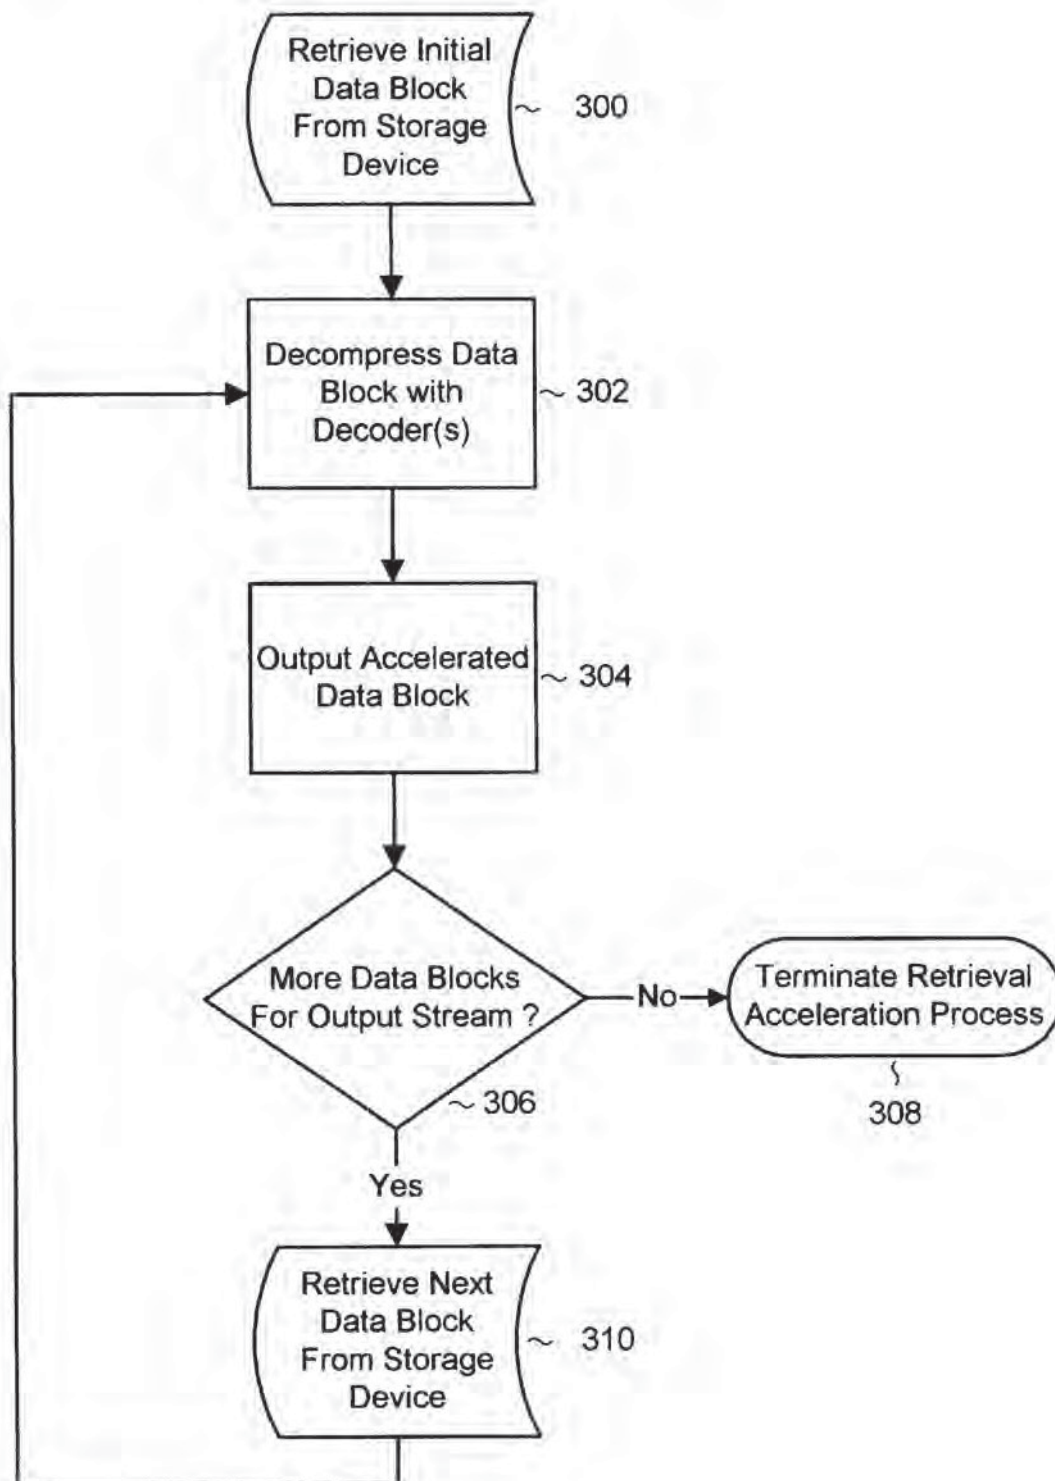 Retrieve Initial
Data Block
From Storage
Device
~ 300
Decompress Data
Block with
Decoder(s)
~ 302
Output Accelerated
Data Block
~ 304
More Data Blocks
For Output Stream ?
No
Terminate Retrieval
Acceleration Process
~ 306
308
Yes
Retrieve Next
Data Block
From Storage
Device
~ 310